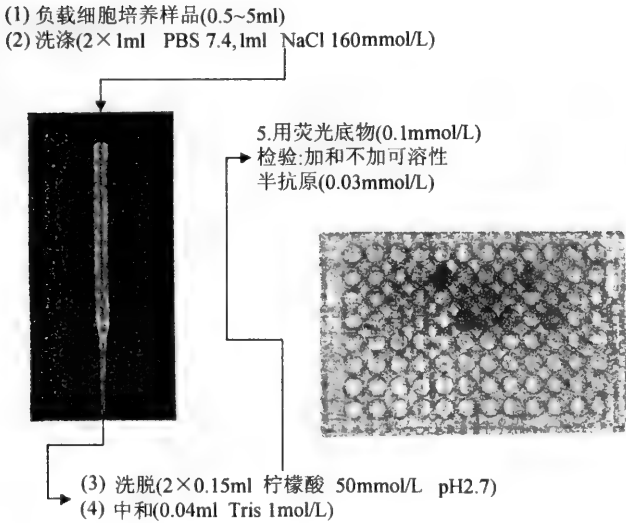 (1) 负载细胞培养样品(0.5~5ml)
(2) 洗涤(2×1ml PBS 7.4,1ml NaCl 160mmol/L)
5.用荧光底物(0.1mmol/L)
检验:加和不加可溶性
半抗原(0.03mmol/L)
(3) 洗脱(2×0.15ml 柠檬酸 50mmol/L pH2.7)
(4) 中和(0.04ml Tris 1mol/L)